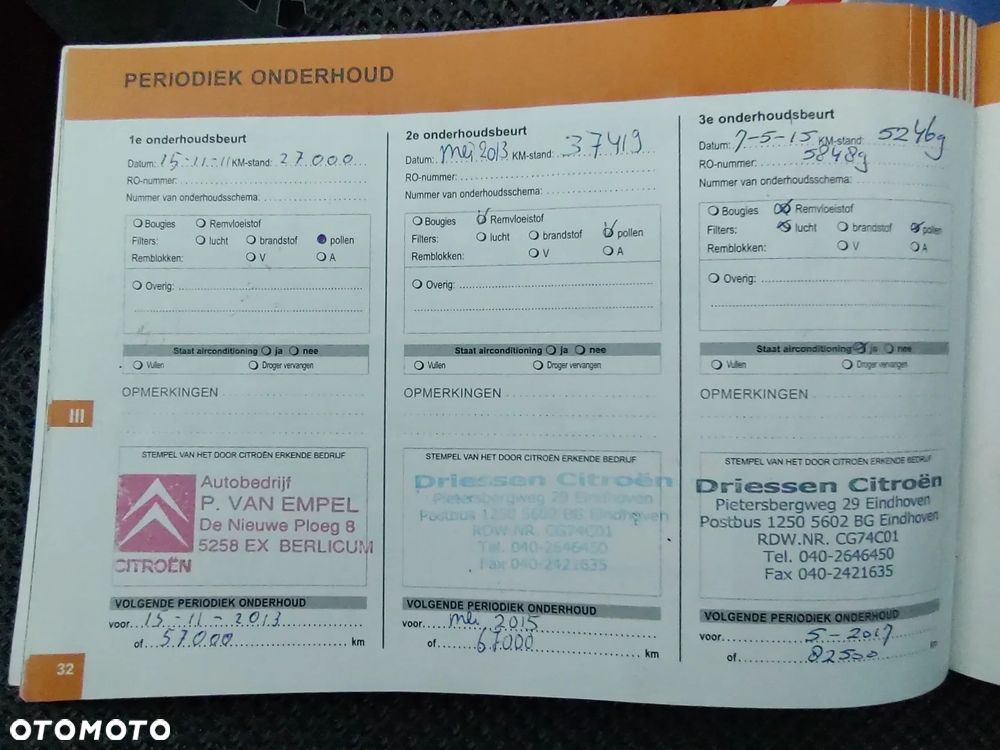 PERIODIEK ONDERHOUD
1e onderhoudsbeurt
Datum: 15-11-11 KM-stand: 27.000
RO-nummer:
Nummer van onderhoudsschema:
Bougies Remvloeistof
Filters: lucht brandstof pollen
Remblokken: V A
Overig:
Staat airconditioning ja nee
Vullen Droger vervangen
OPMERKINGEN
STEMPEL VAN HET DOOR CITROËN ERKENDE BEDRIJF
Autobedrijf
P. VAN EMPEL
De Nieuwe Ploeg 8
5258 EX BERLICUM
CITROËN
VOLGENDE PERIODIEK ONDERHOUD
voor 15-11-2013
of 57000 km
2e onderhoudsbeurt
Datum: mei 2013 KM-stand: 37419
RO-nummer:
Nummer van onderhoudsschema:
Bougies Remvloeistof
Filters: lucht brandstof pollen
Remblokken: V A
Overig:
Staat airconditioning ja nee
Vullen Droger vervangen
OPMERKINGEN
STEMPEL VAN HET DOOR CITROËN ERKENDE BEDRIJF
Driessen Citroën
Pietersbergweg 29 Eindhoven
Postbus 1250 5602 BG Eindhoven
RDW.NR. CG74C01
Tel. 040-2646450
Fax 040-2421635
VOLGENDE PERIODIEK ONDERHOUD
voor mei 2015
of 67000 km
3e onderhoudsbeurt
Datum: 7-5-15 KM-stand: 52469
RO-nummer: 58489
Nummer van onderhoudsschema:
Bougies Remvloeistof
Filters: lucht brandstof pollen
Remblokken: V A
Overig:
Staat airconditioning ja nee
Vullen Droger vervangen
OPMERKINGEN
STEMPEL VAN HET DOOR CITROËN ERKENDE BEDRIJF
Driessen Citroën
Pietersbergweg 29 Eindhoven
Postbus 1250 5602 BG Eindhoven
RDW.NR. CG74C01
Tel. 040-2646450
Fax 040-2421635
VOLGENDE PERIODIEK ONDERHOUD
voor 5-2017
of 82500 km
III
32
OTOMOTO